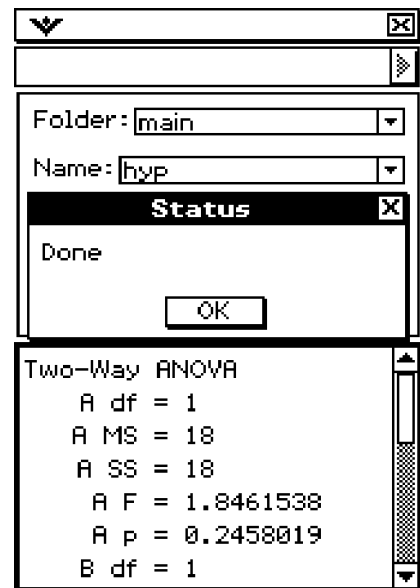 Folder: main
Name: hyp
Status
Done
OK
Two-Way ANOVA
A df = 1
A MS = 18
A SS = 18
A F = 1.8461538
A p = 0.2458019
B df = 1